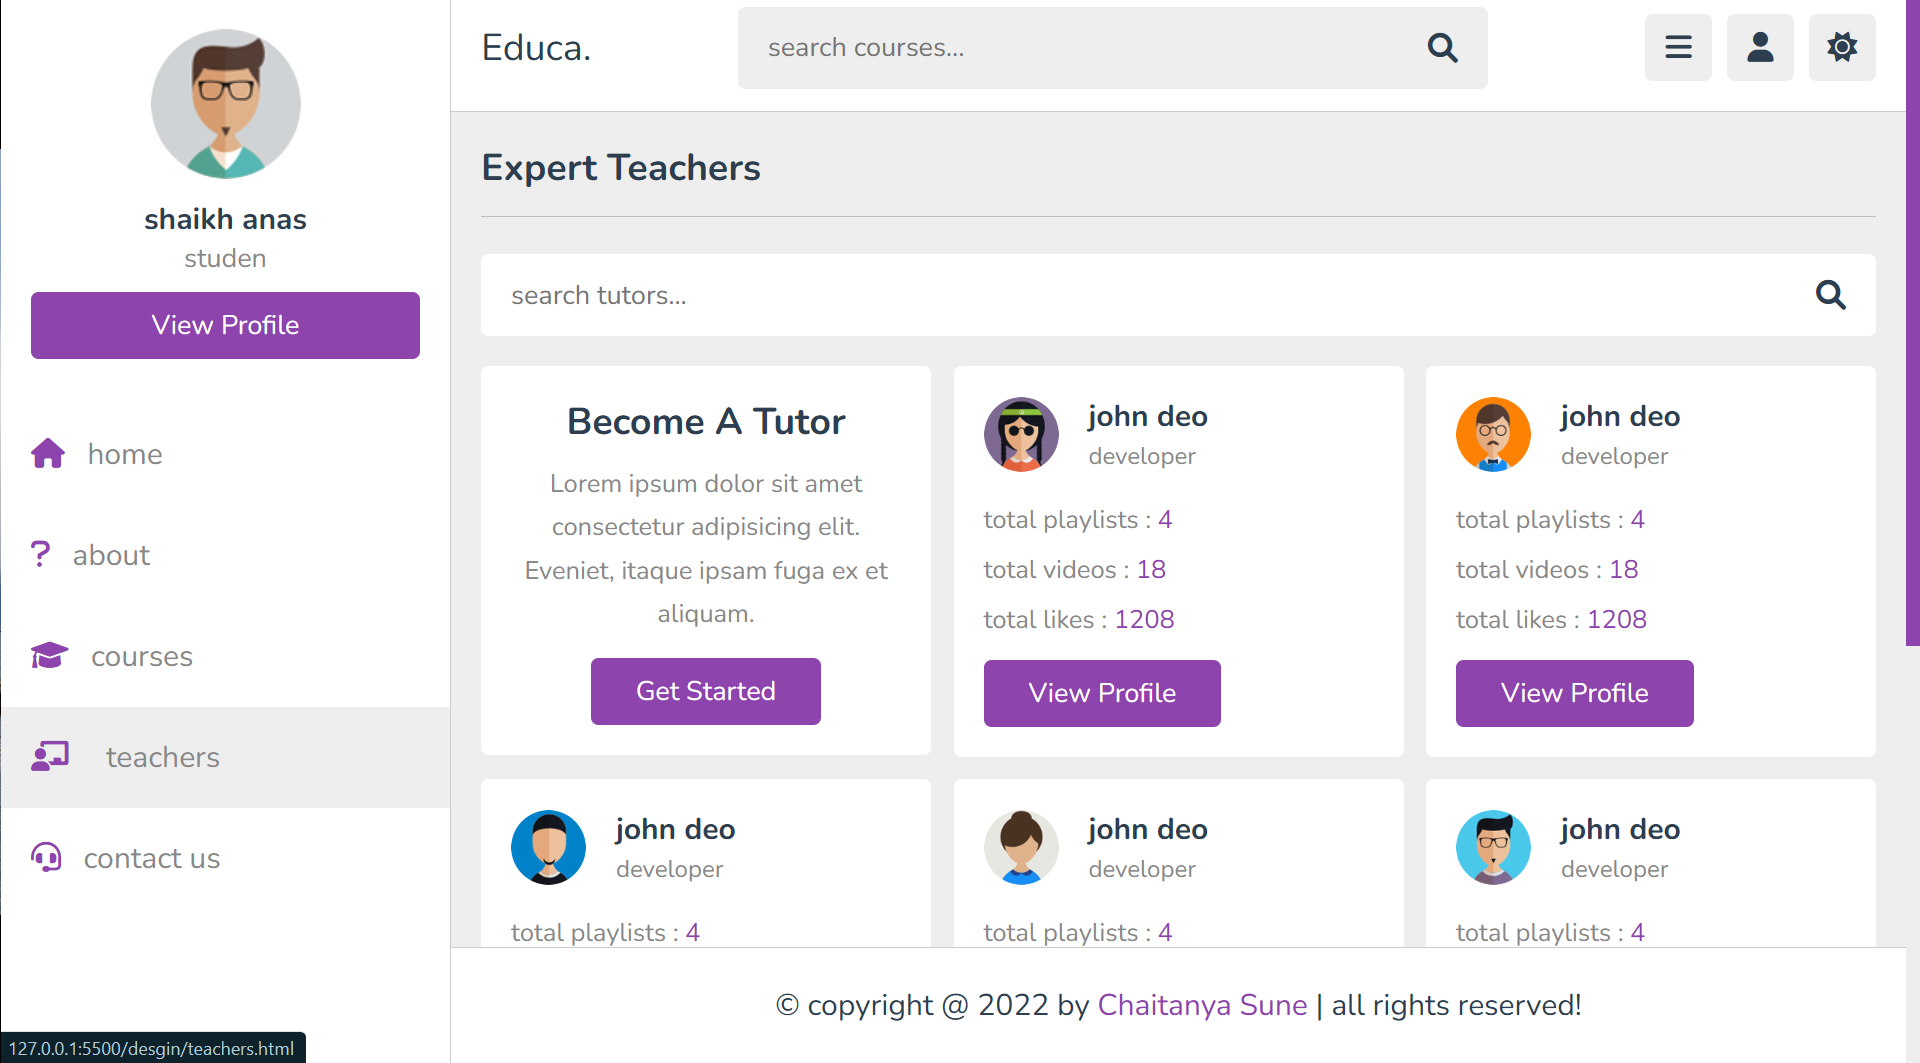 shaikh anas
studen
View Profile
home
about
courses
teachers
contact us
127.0.0.1:5500/desgin/teachers.html
Educa.
search courses...
Expert Teachers
search tutors...
Become A Tutor
Lorem ipsum dolor sit amet
consectetur adipisicing elit.
Eveniet, itaque ipsam fuga ex et
aliquam.
Get Started
john deo
developer
total playlists : 4
total videos : 18
total likes : 1208
View Profile
john deo
developer
total playlists : 4
total videos : 18
total likes : 1208
View Profile
john deo
developer
total playlists : 4
john deo
developer
total playlists : 4
john deo
developer
total playlists : 4
© copyright @ 2022 by Chaitanya Sune | all rights reserved!